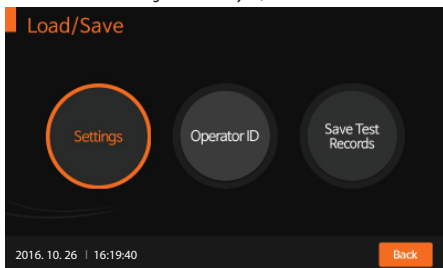 Load/Save
Settings
Operator ID
Save Test
Records
2016. 10. 26 | 16:19:40
Back